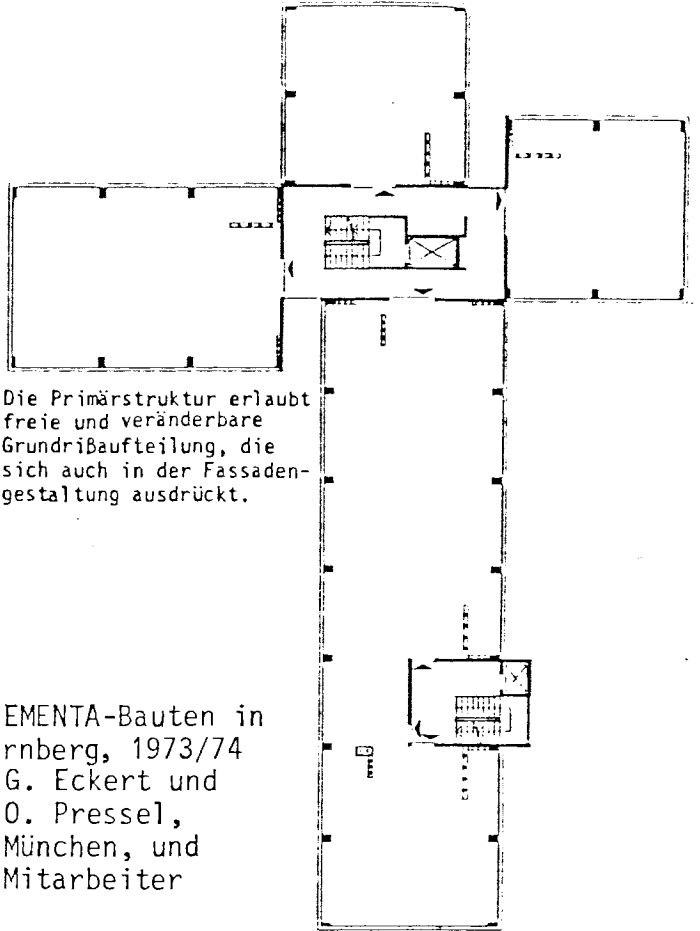 Die Primärstruktur erlaubt
freie und veränderbare
Grundrißaufteilung, die
sich auch in der Fassaden-
gestaltung ausdrückt.
EMENTA-Bauten in
rnberg, 1973/74
G. Eckert und
O. Pressel,
München, und
Mitarbeiter